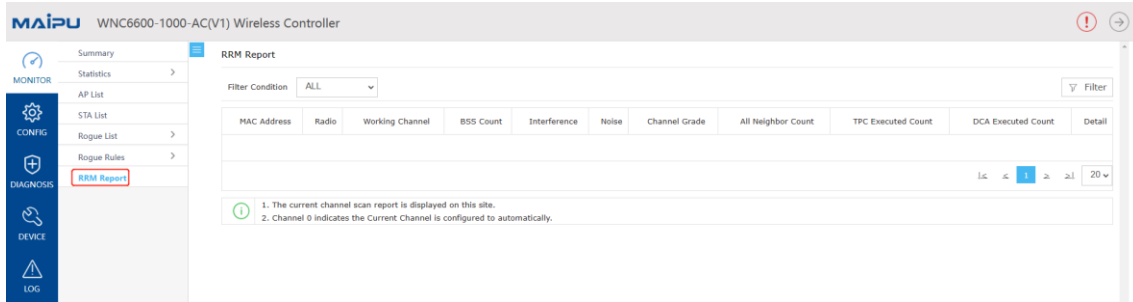 MAIPU WNC6600-1000-AC(V1) Wireless Controller
MONITOR
CONFIG
DIAGNOSIS
DEVICE
LOG
Summary
Statistics
AP List
STA List
Rogue List
Rogue Rules
RRM Report
RRM Report
Filter Condition ALL Filter
MAC Address Radio Working Channel BSS Count Interference Noise Channel Grade All Neighbor Count TPC Executed Count DCA Executed Count Detail
1 20
1. The current channel scan report is displayed on this site.
2. Channel 0 indicates the Current Channel is configured to automatically.